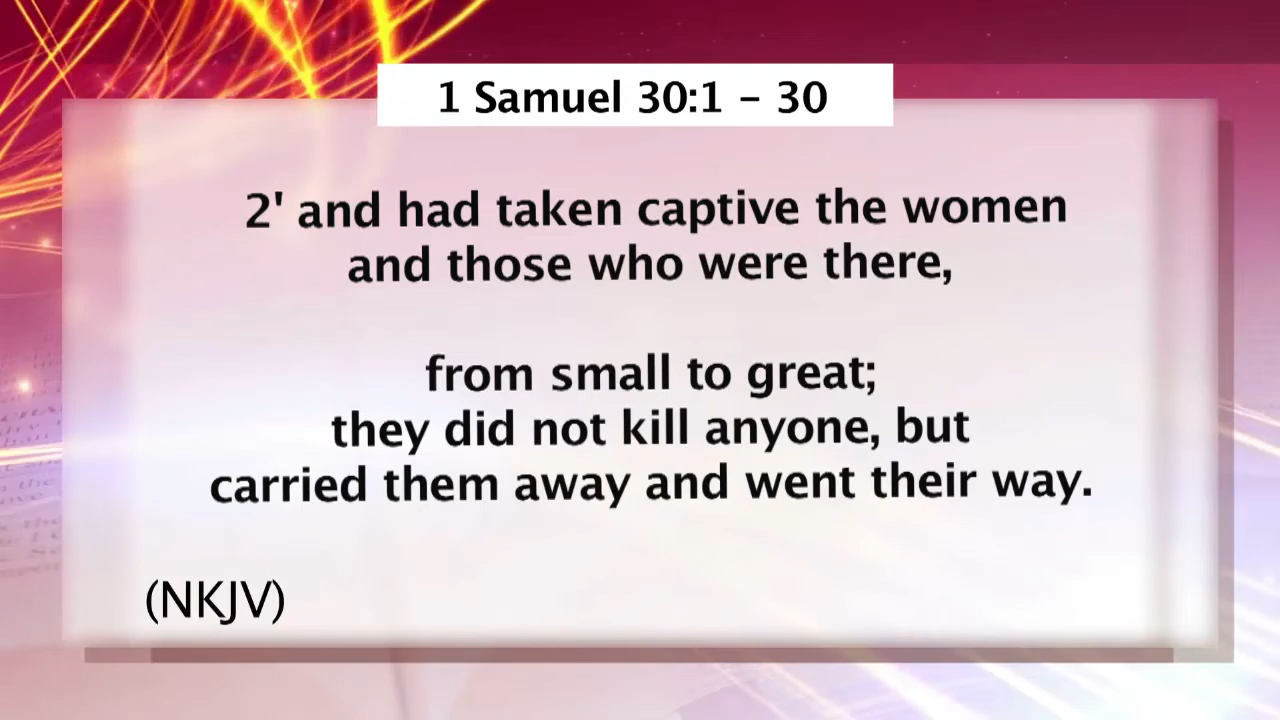 1 Samuel 30:1 – 30
2' and had taken captive the women
and those who were there,
from small to great;
they did not kill anyone, but
carried them away and went their way.
(NKJV)